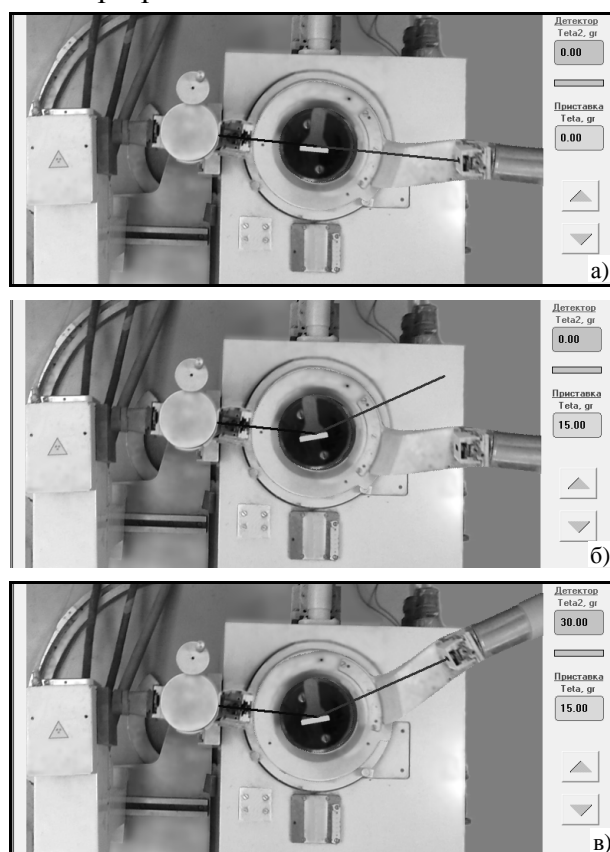 Детектор
Teta2, gr
0.00
Приставка
Teta, gr
0.00
а)
Детектор
Teta2, gr
0.00
Приставка
Teta, gr
15.00
б)
Детектор
Teta2, gr
30.00
Приставка
Teta, gr
15.00
в)